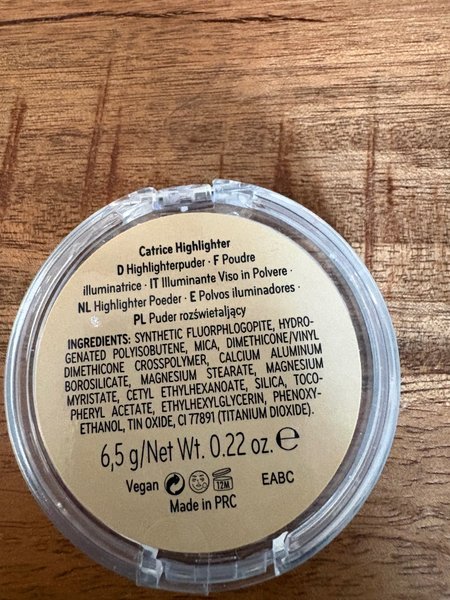 Catrice Highlighter
D Highlighterpuder · F Poudre
illuminatrice · IT Illuminante Viso in Polvere ·
NL Highlighter Poeder · E Polvos iluminadores ·
PL Puder rozświetlający
INGREDIENTS: SYNTHETIC FLUORPHLOGOPITE, HYDRO-
GENATED POLYISOBUTENE, MICA, DIMETHICONE/VINYL
DIMETHICONE CROSSPOLYMER, CALCIUM ALUMINUM
BOROSILICATE, MAGNESIUM STEARATE, MAGNESIUM
MYRISTATE, CETYL ETHYLHEXANOATE, SILICA, TOCO-
PHERYL ACETATE, ETHYLHEXYLGLYCERIN, PHENOXY-
ETHANOL, TIN OXIDE, CI 77891 (TITANIUM DIOXIDE).
6,5 g/Net Wt. 0.22 oz. ℮
Vegan 12M EABC
Made in PRC